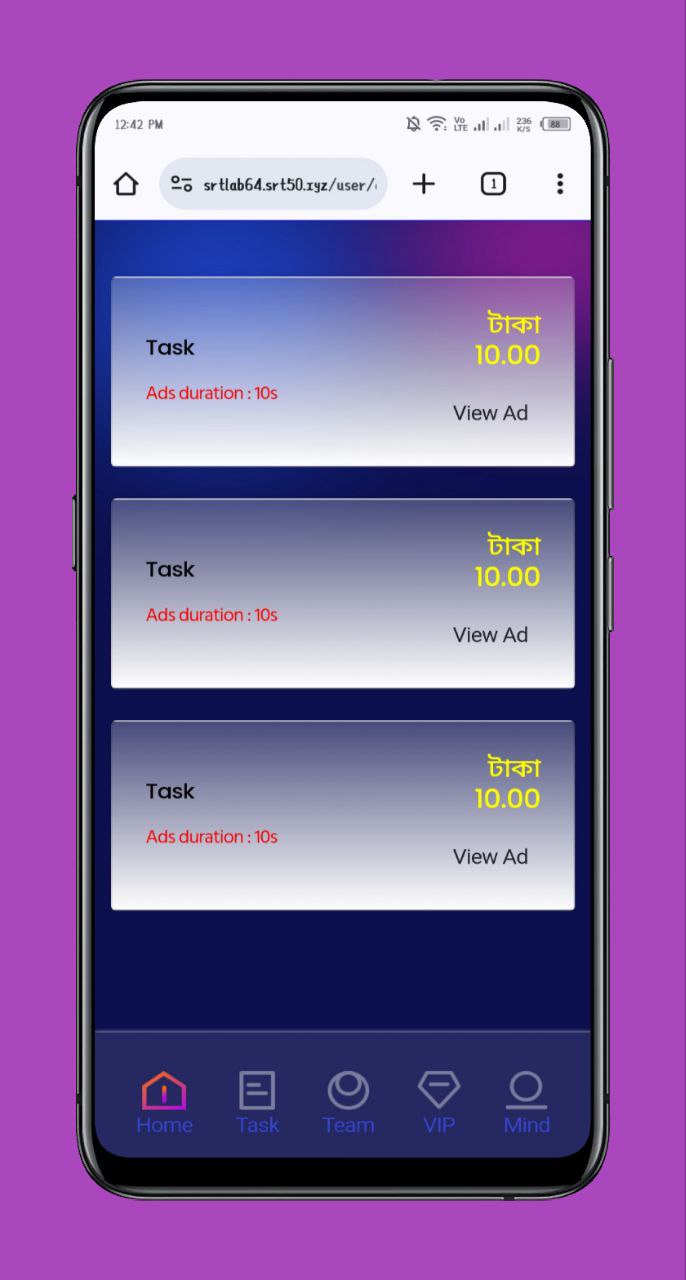 12:42 PM
Vo LTE
236 K/S
88
srtlab64.srt50.xyz/user/
1
টাকা
Task
10.00
Ads duration : 10s
View Ad
টাকা
Task
10.00
Ads duration : 10s
View Ad
টাকা
Task
10.00
Ads duration : 10s
View Ad
Home
Task
Team
VIP
Mind